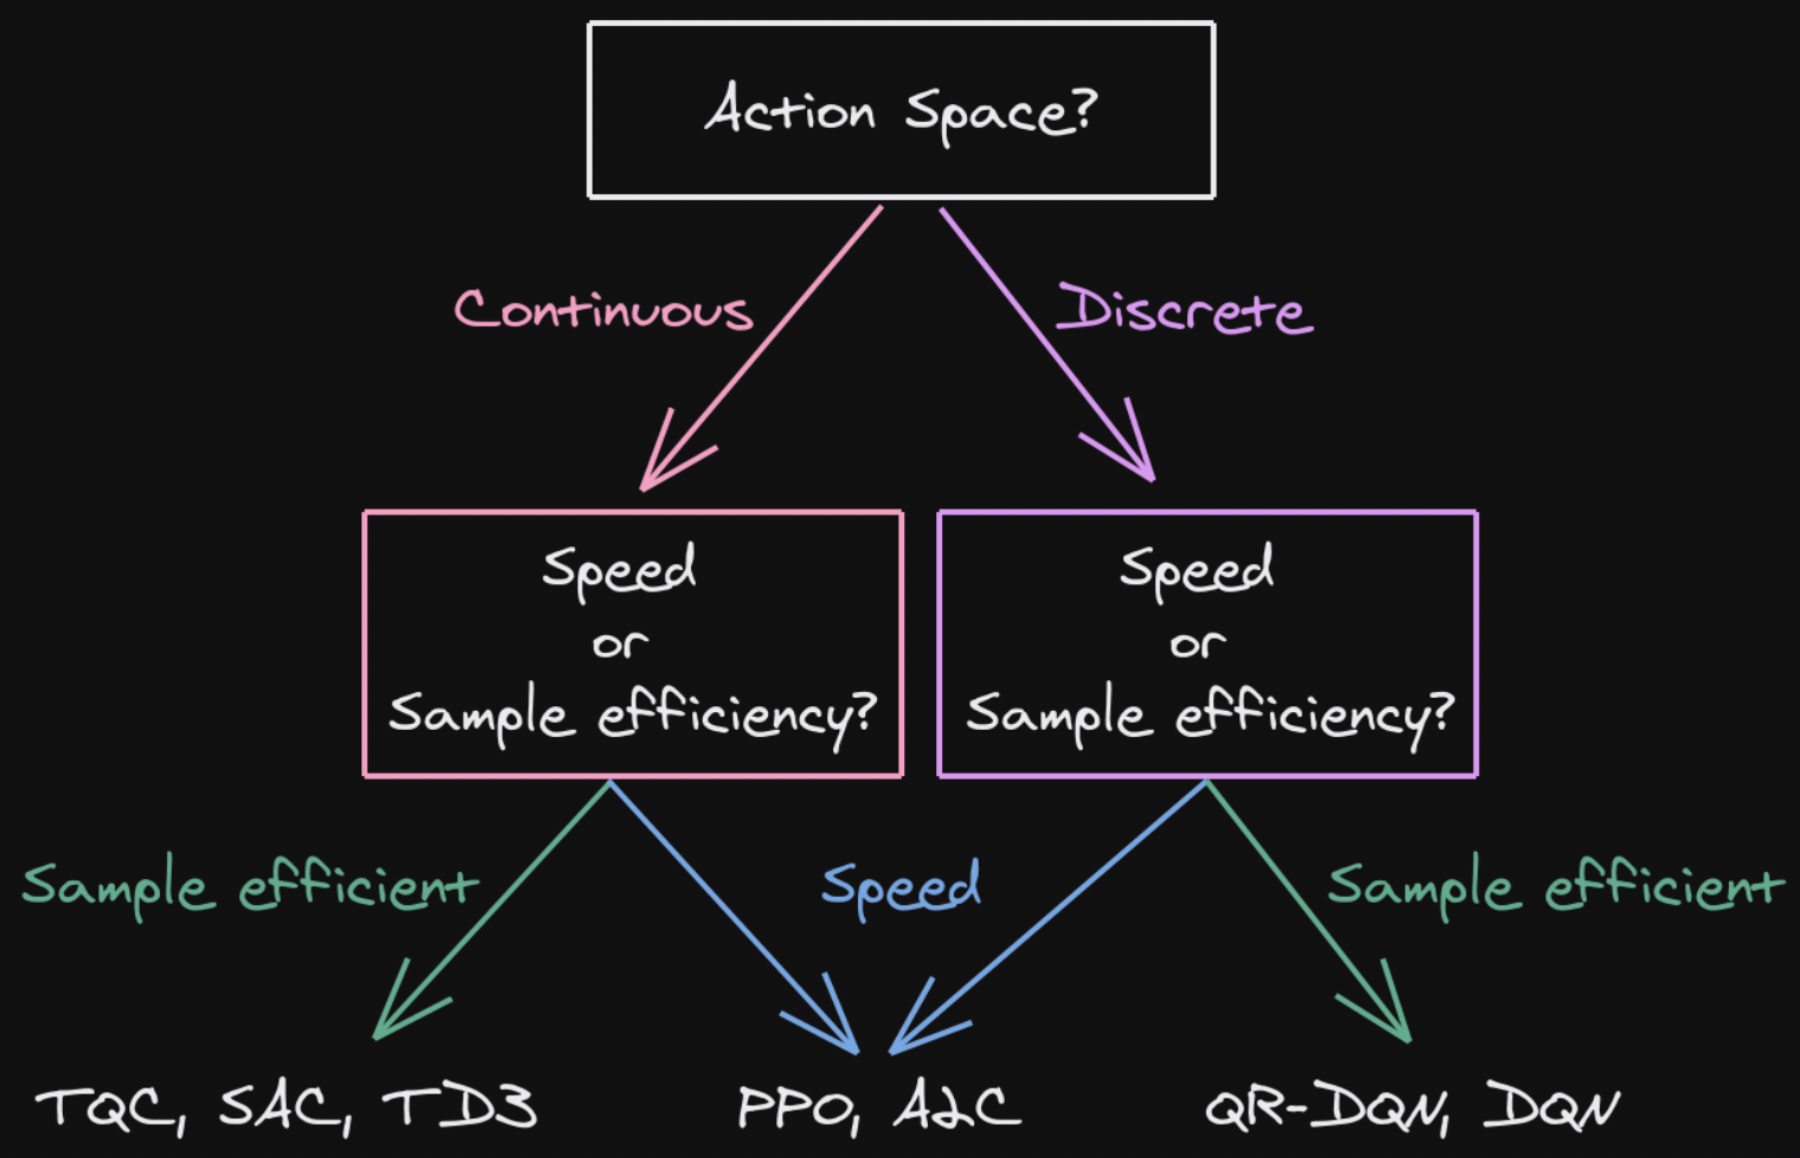 Action Space?
Continuous
Discrete
Speed
or
Sample efficiency?
Speed
or
Sample efficiency?
Sample efficient
Speed
Sample efficient
TQC, SAC, TD3
PPO, A2C
QR-DQN, DQN